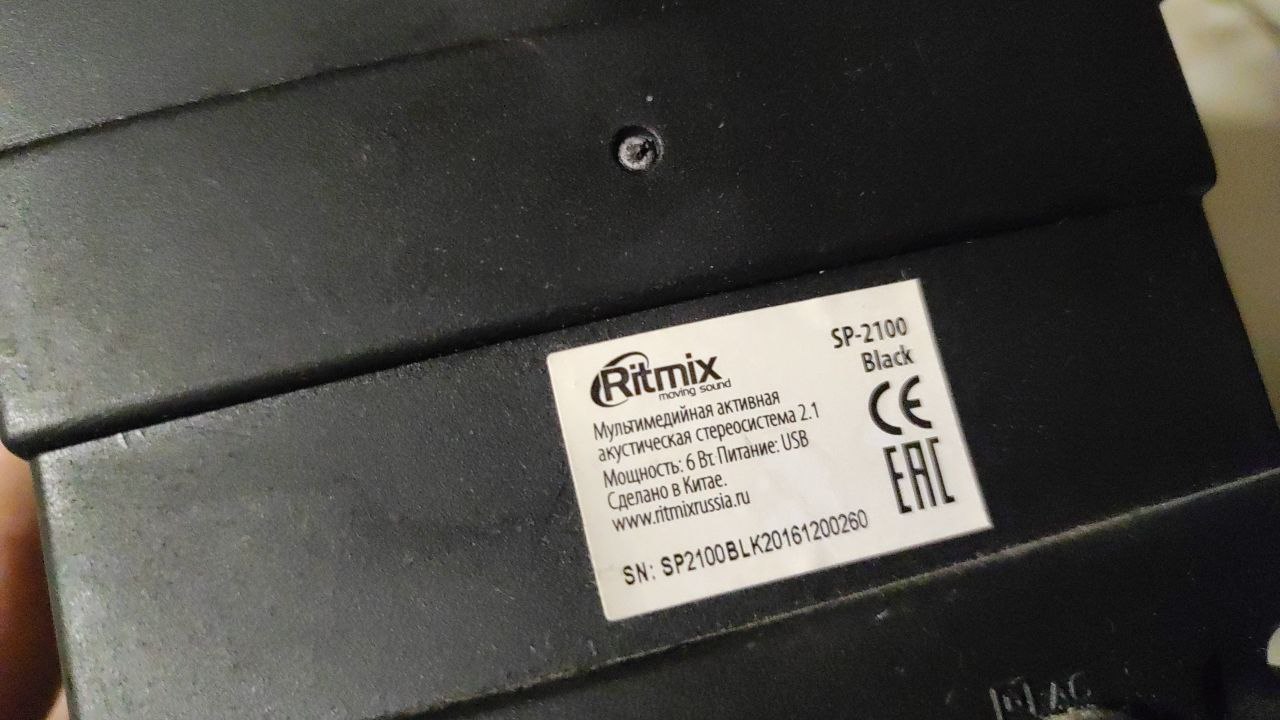 Ritmix
moving sound
SP-2100
Black
Мультимедийная активная
акустическая стереосистема 2.1
Мощность: 6 Вт. Питание: USB
Сделано в Китае.
www.ritmixrussia.ru
CE
EAC
SN: SP2100BLK20161200260